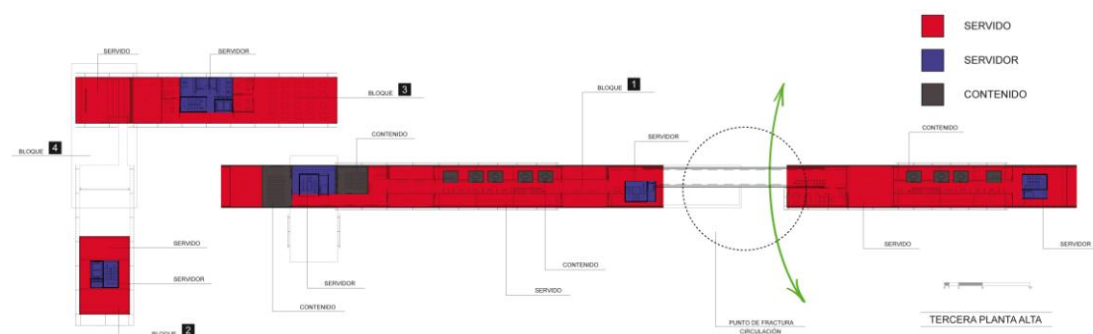 SERVIDO
SERVIDOR
CONTENIDO
SERVIDO
SERVIDOR
BLOQUE 3
BLOQUE 1
BLOQUE 4
CONTENIDO
SERVIDOR
CONTENIDO
SERVIDO
SERVIDOR
CONTENIDO
SERVIDOR
SERVIDO
CONTENIDO
SERVIDO
SERVIDOR
PUNTO DE FRACTURA
CIRCULACIÓN
TERCERA PLANTA ALTA
BLOQUE 2